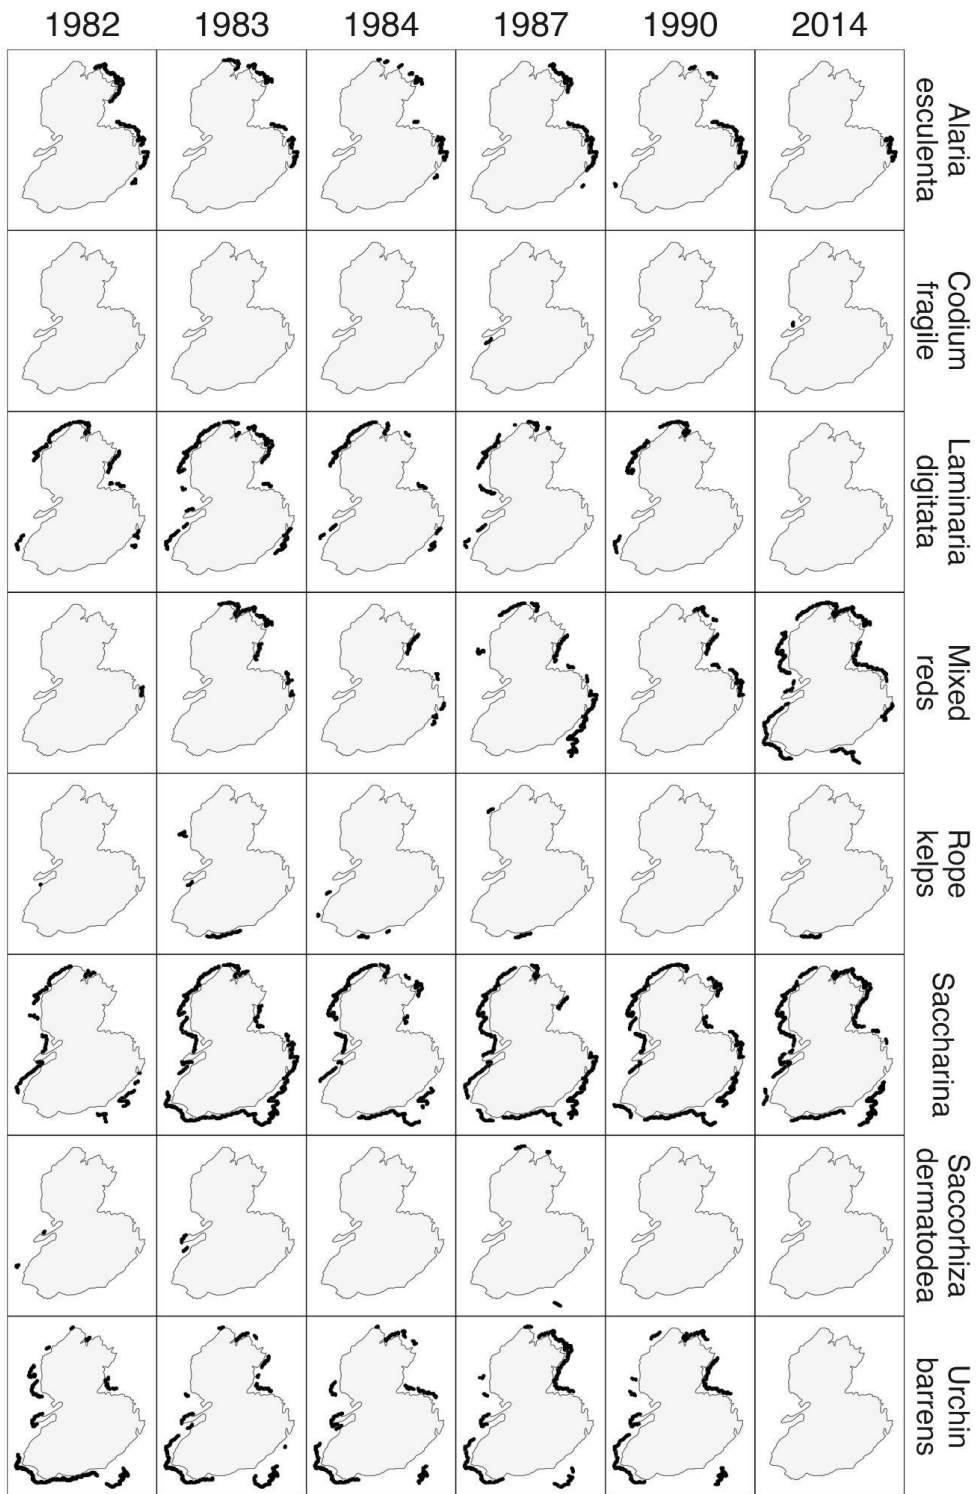 1982 1983 1984 1987 1990 2014
Alaria
esculenta
Codium
fragile
Laminaria
digitata
Mixed
reds
Rope
kelps
Saccharina
Saccorhiza
dermatodea
Urchin
barrens